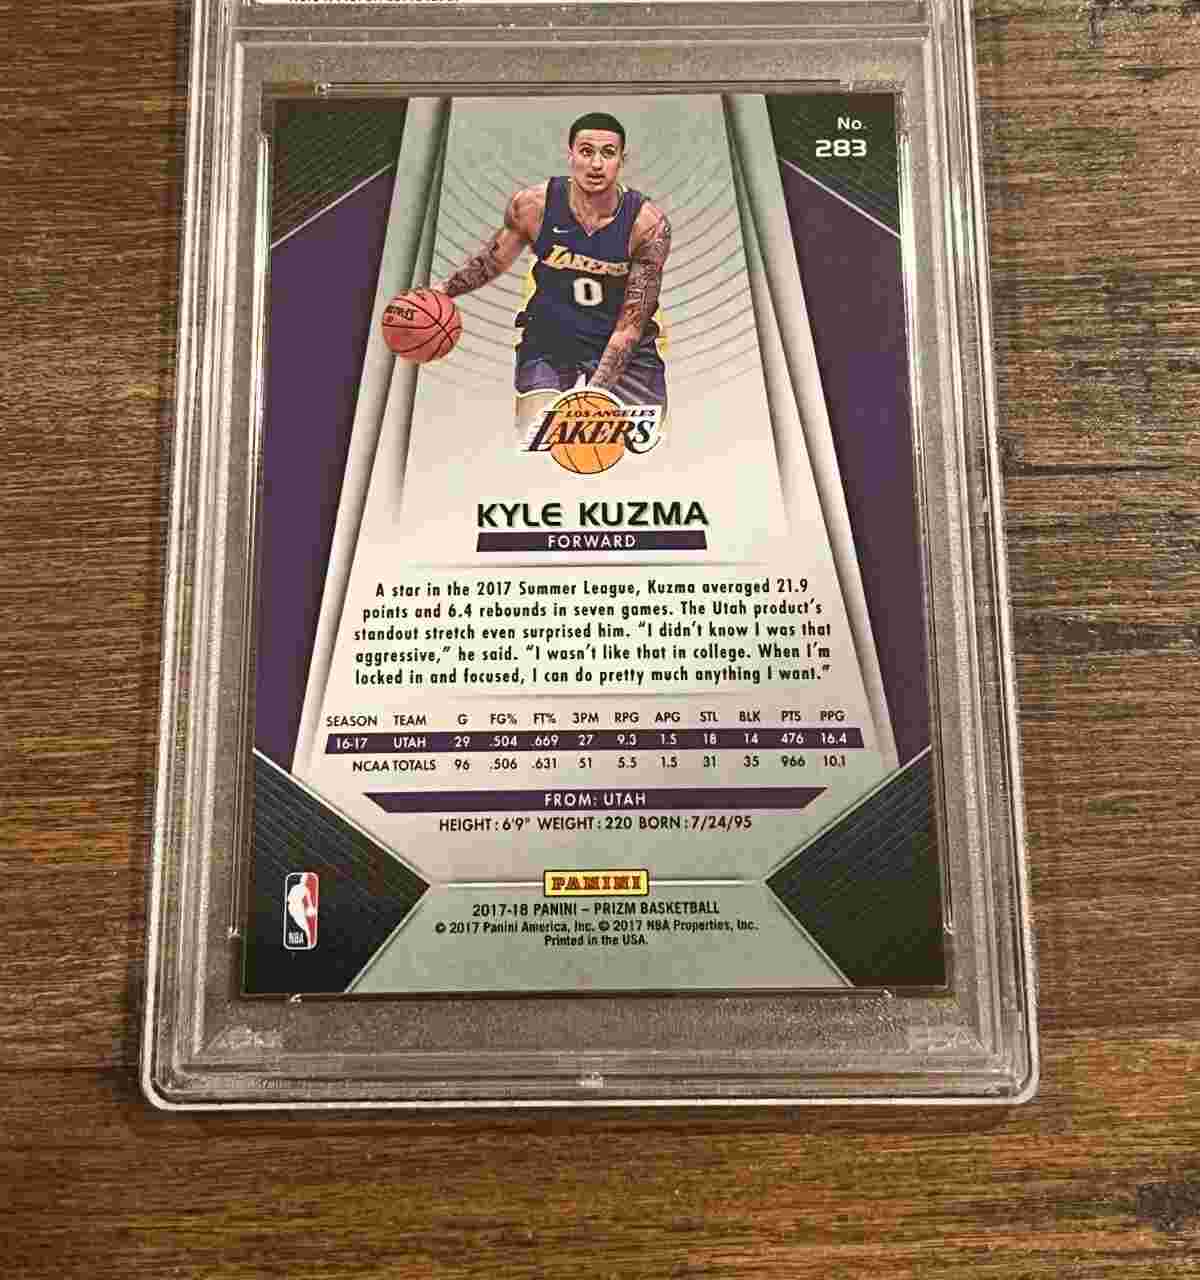 No.
283
LAKERS
0
LOS ANGELES
LAKERS
KYLE KUZMA
FORWARD
A star in the 2017 Summer League, Kuzma averaged 21.9
points and 6.4 rebounds in seven games. The Utah product's
standout stretch even surprised him. "I didn't know I was that
aggressive," he said. "I wasn't like that in college. When I'm
locked in and focused, I can do pretty much anything I want."
SEASON TEAM G FG% FT% 3PM RPG APG STL BLK PTS PPG
16-17 UTAH 29 .504 .669 27 9.3 1.5 18 14 476 16.4
NCAA TOTALS 96 .506 .631 51 5.5 1.5 31 35 966 10.1
FROM: UTAH
HEIGHT: 6'9" WEIGHT: 220 BORN: 7/24/95
PANINI
2017-18 PANINI – PRIZM BASKETBALL
© 2017 Panini America, Inc. © 2017 NBA Properties, Inc.
Printed in the USA.
NBA